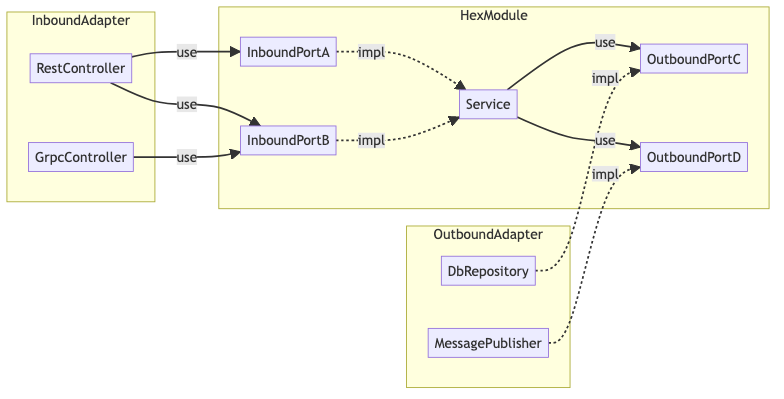 InboundAdapter
RestController
GrpcController
use
use
use
HexModule
InboundPortA
InboundPortB
impl
impl
Service
use
impl
use
impl
OutboundPortC
OutboundPortD
OutboundAdapter
DbRepository
MessagePublisher